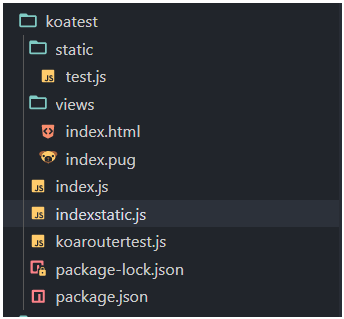 koatest
static
JS test.js
views
index.html
index.pug
JS index.js
JS indexstatic.js
JS koaroutertest.js
package-lock.json
package.json